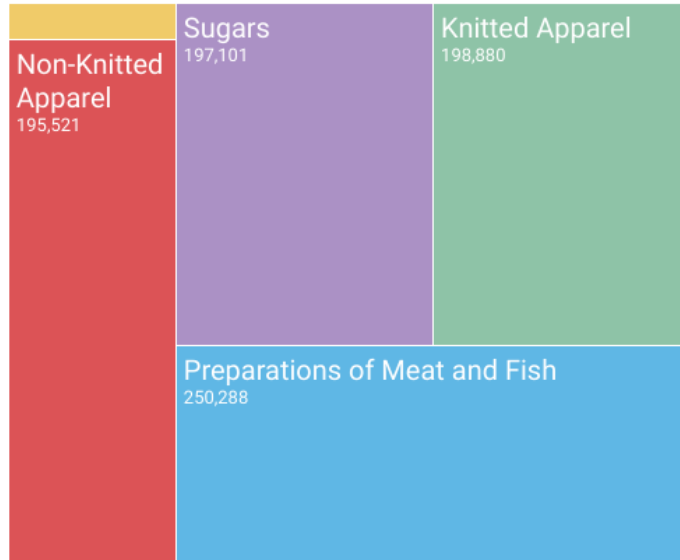 Non-Knitted
Apparel
195,521
Sugars
197,101
Knitted Apparel
198,880
Preparations of Meat and Fish
250,288